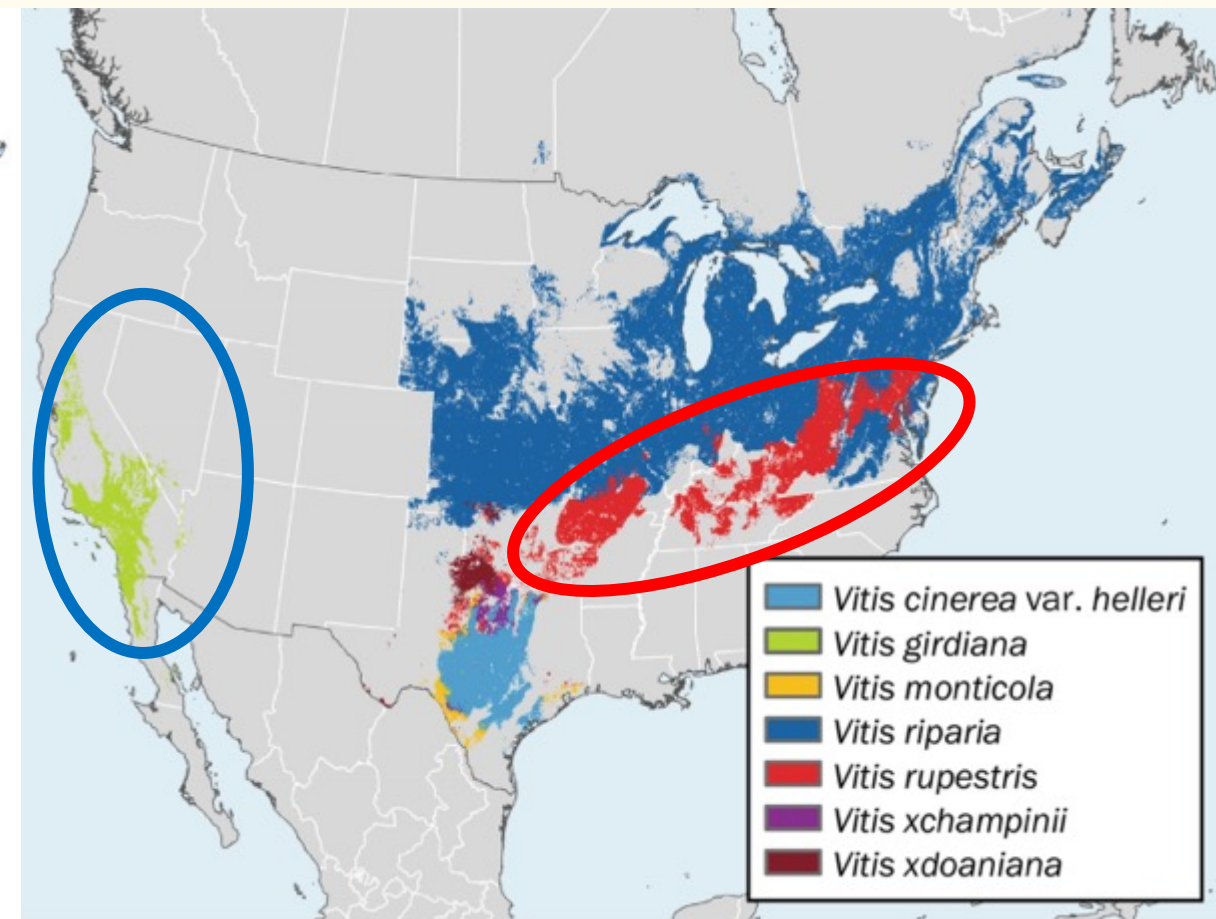 Vitis cinerea var. helleri
Vitis girdiana
Vitis monticola
Vitis riparia
Vitis rupestris
Vitis xchampinii
Vitis xdoaniana